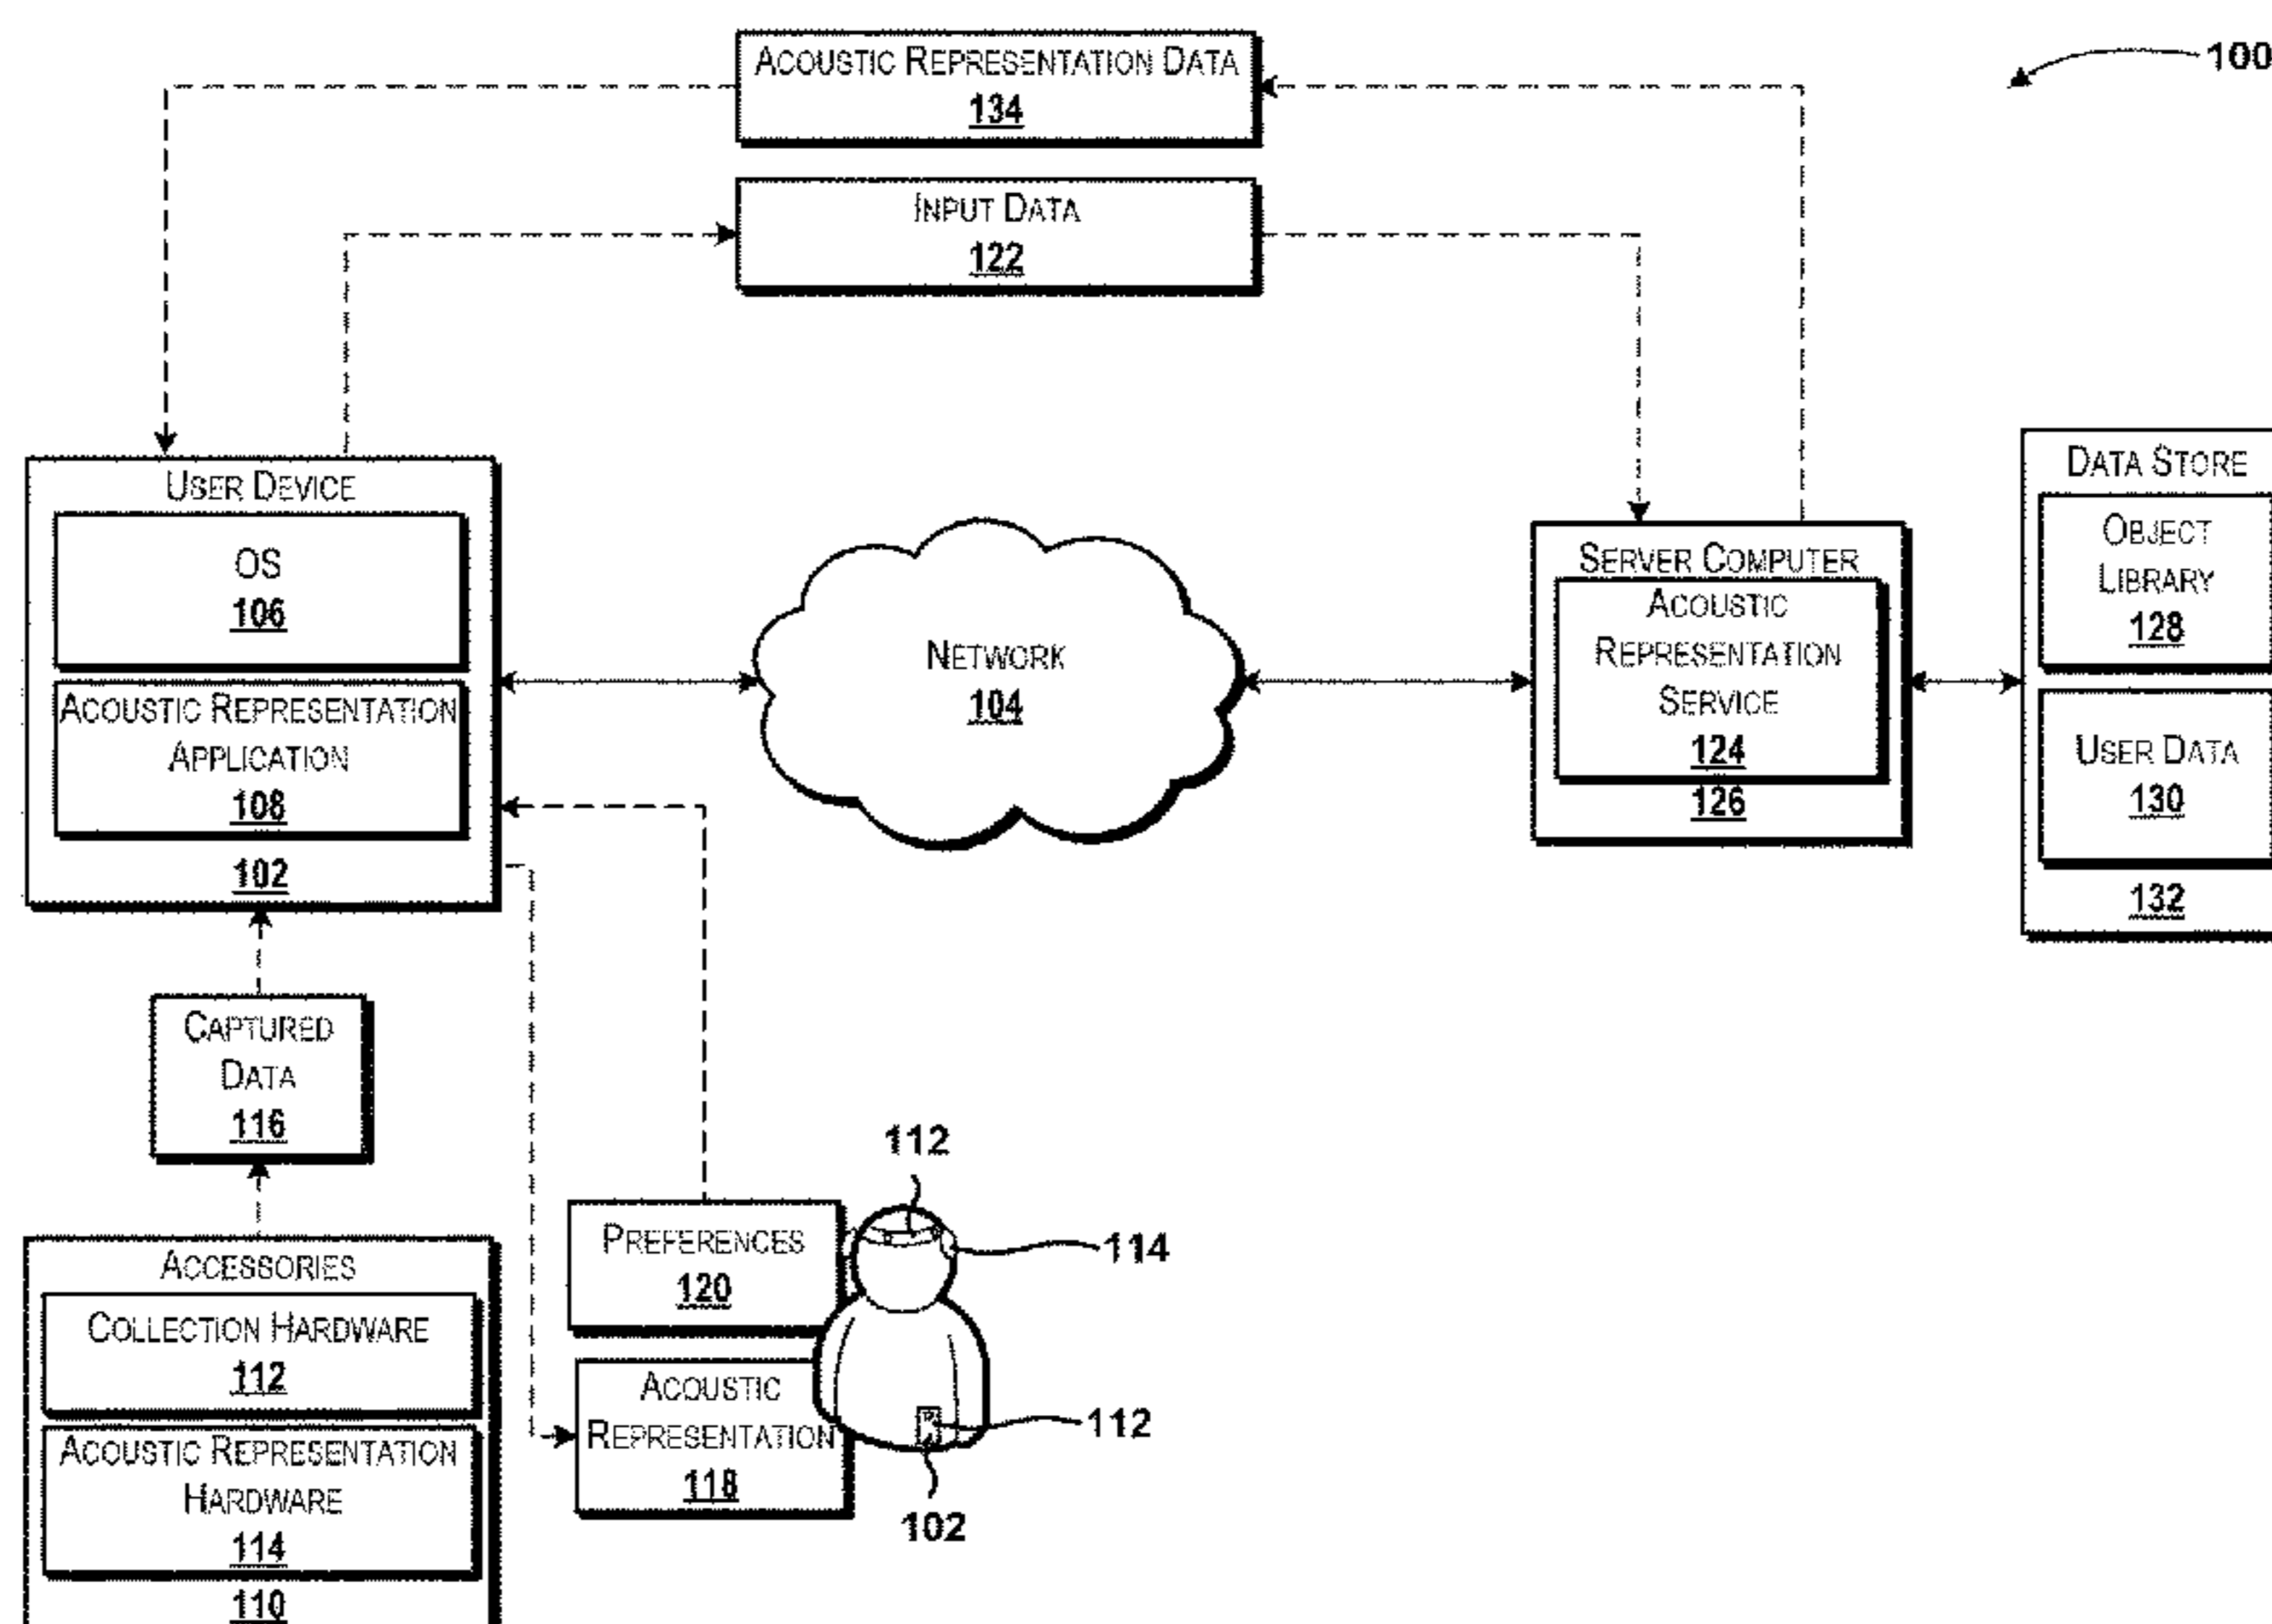 ACOUSTIC REPRESENTATION DATA
134
100
INPUT DATA
122
USER DEVICE
OS
106
ACOUSTIC REPRESENTATION
APPLICATION
108
102
NETWORK
104
SERVER COMPUTER
ACOUSTIC
REPRESENTATION
SERVICE
124
126
DATA STORE
OBJECT
LIBRARY
128
USER DATA
130
132
CAPTURED
DATA
116
ACCESSORIES
COLLECTION HARDWARE
112
ACOUSTIC REPRESENTATION
HARDWARE
114
110
PREFERENCES
120
ACOUSTIC
REPRESENTATION
118
112
114
112
102